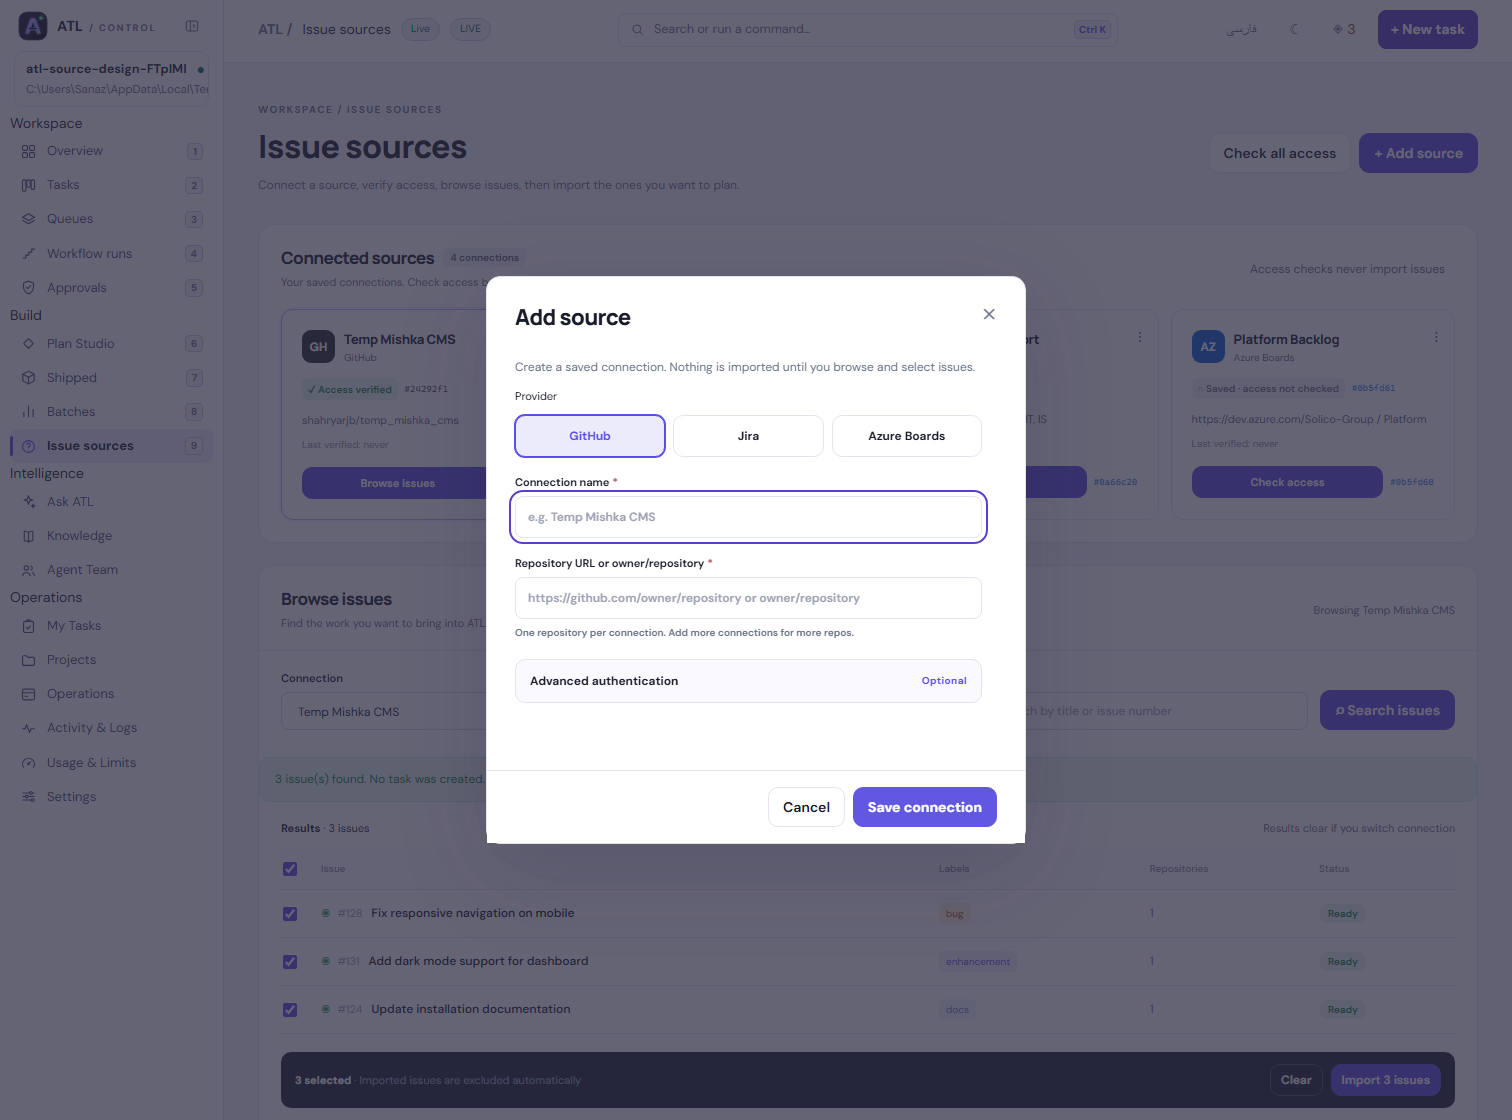 ATL / CONTROL
atl-source-design-FTplMl
C:\Users\Sanaz\AppData\Local\Te
Workspace
Overview 1
Tasks 2
Queues 3
Workflow runs 4
Approvals 5
Build
Plan Studio 6
Shipped 7
Batches 8
Issue sources 9
Intelligence
Ask ATL
Knowledge
Agent Team
Operations
My Tasks
Projects
Operations
Activity & Logs
Usage & Limits
Settings
ATL / Issue sources Live LIVE
Search or run a command... Ctrl K
فارسی
3
+ New task
WORKSPACE / ISSUE SOURCES
Issue sources
Connect a source, verify access, browse issues, then import the ones you want to plan.
Check all access
+ Add source
Connected sources 4 connections
Your saved connections. Check access b
Access checks never import issues
GH Temp Mishka CMS
GitHub
✓ Access verified #24292f1
shahryarjb/temp_mishka_cms
Last verified: never
Browse issues
ort
IT, IS
#0a66c20
AZ Platform Backlog
Azure Boards
Saved · access not checked #0b5fd61
https://dev.azure.com/Solico-Group / Platform
Last verified: never
Check access #0b5fd60
Add source
Create a saved connection. Nothing is imported until you browse and select issues.
Provider
GitHub
Jira
Azure Boards
Connection name *
e.g. Temp Mishka CMS
Repository URL or owner/repository *
https://github.com/owner/repository or owner/repository
One repository per connection. Add more connections for more repos.
Advanced authentication Optional
Cancel
Save connection
Browse issues
Find the work you want to bring into ATL
Browsing Temp Mishka CMS
Connection
Temp Mishka CMS
ch by title or issue number
Search issues
3 issue(s) found. No task was created.
Results · 3 issues
Results clear if you switch connection
Issue Labels Repositories Status
#128 Fix responsive navigation on mobile bug 1 Ready
#131 Add dark mode support for dashboard enhancement 1 Ready
#124 Update installation documentation docs 1 Ready
3 selected · Imported issues are excluded automatically
Clear
Import 3 issues